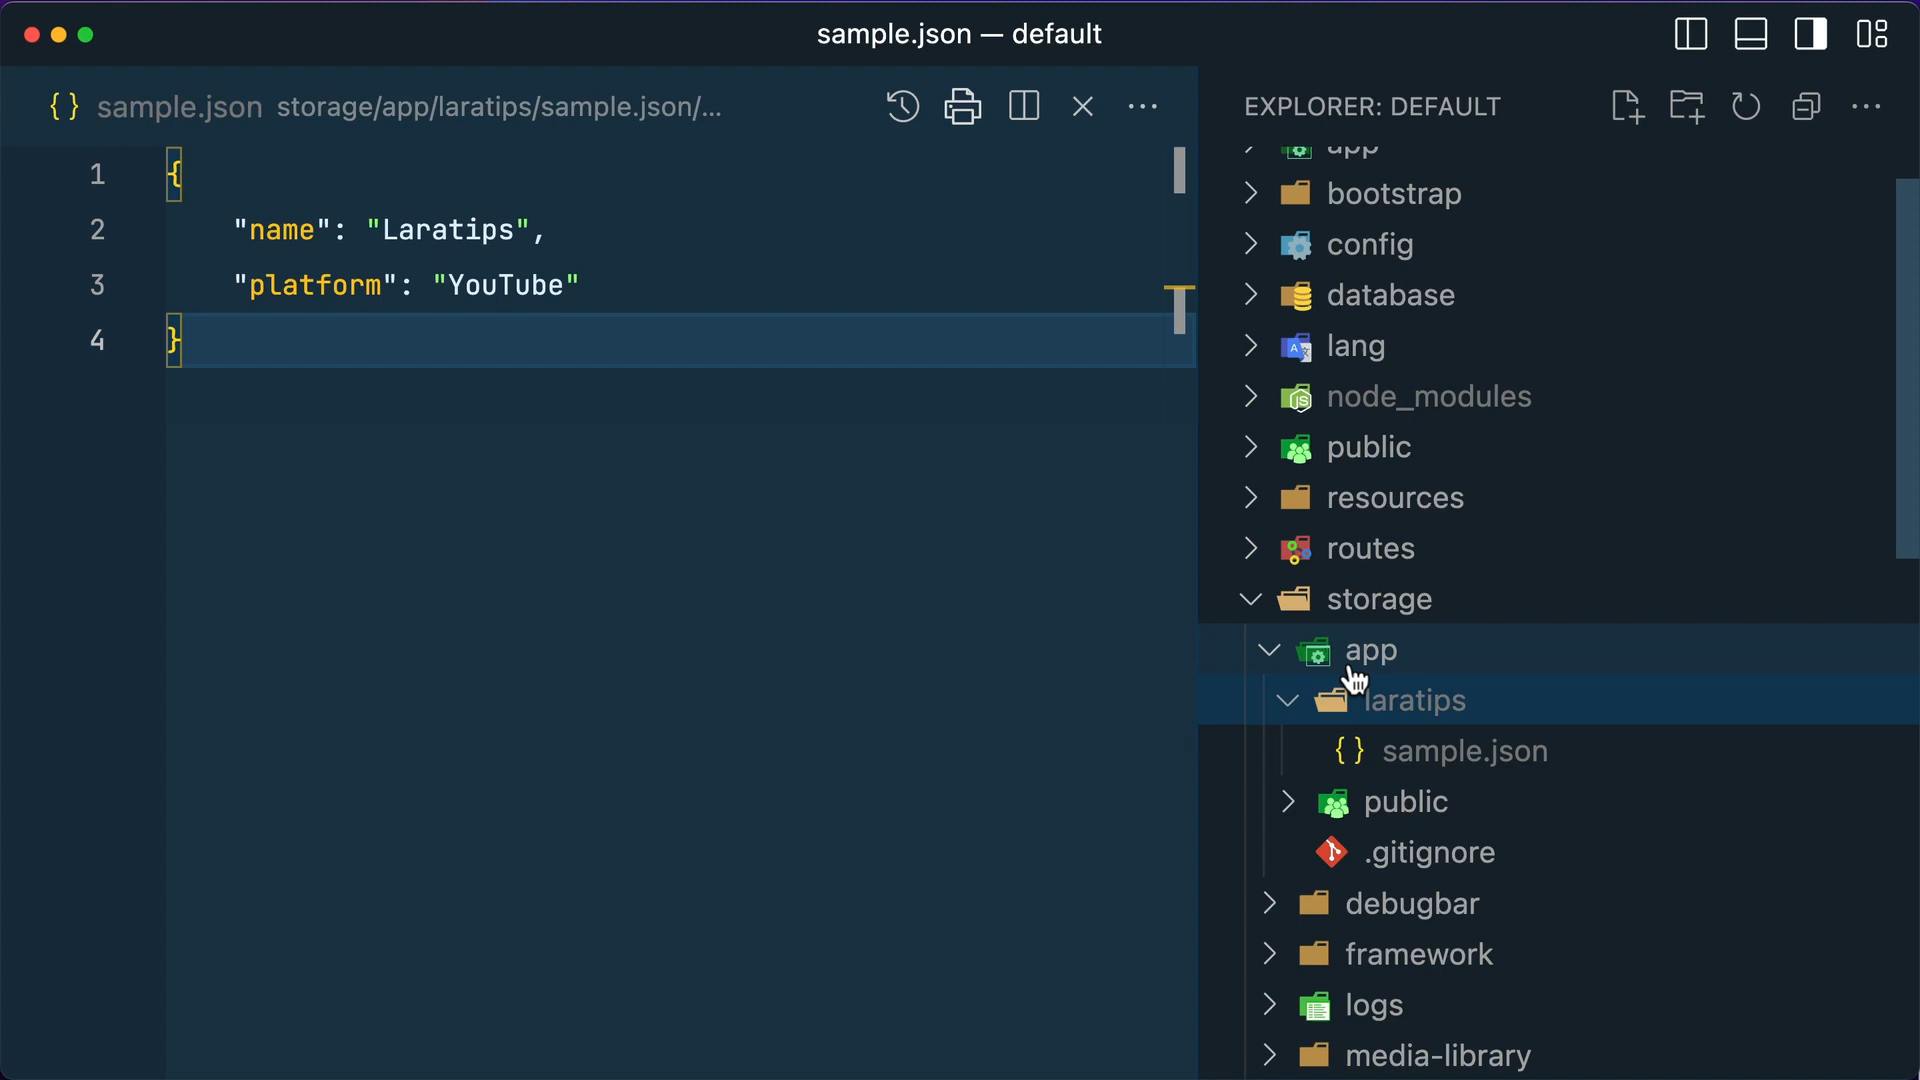 sample.json — default
sample.json storage/app/laratips/sample.json/...
1 {
2 "name": "Laratips",
3 "platform": "YouTube"
4 }
EXPLORER: DEFAULT
app
bootstrap
config
database
lang
node_modules
public
resources
routes
storage
app
laratips
{ } sample.json
public
.gitignore
debugbar
framework
logs
media-library